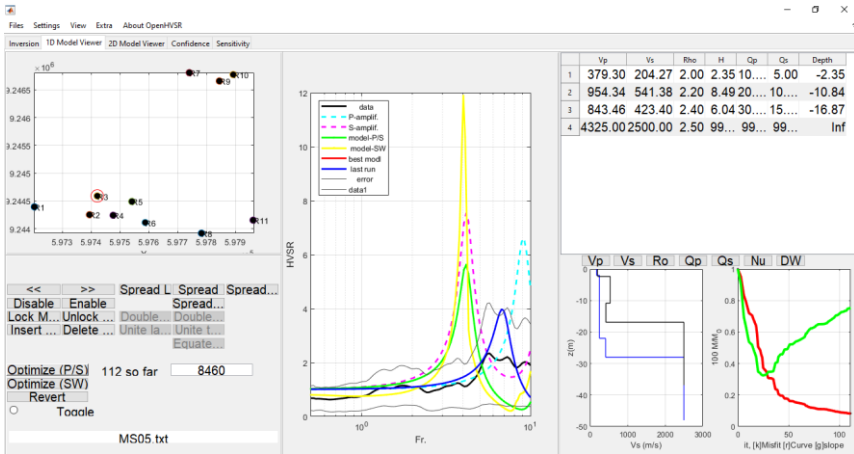 Files Settings View Extra About OpenHVSR
Inversion 1D Model Viewer 2D Model Viewer Confidence Sensitivity
×10⁶
9.2465
9.246
9.2455
9.245
9.2445
9.244
R7
R10
R9
R3
R5
R1
R2 R4
R6
R8
R11
5.973 5.974 5.975 5.976 5.977 5.978 5.979
<< >> Spread L Spread Spread...
Disable Enable Spread...
Lock M... Unlock ... Double... Double...
Insert ... Delete ... Unite la... Unite t...
Equate...
Optimize (P/S) 112 so far 8460
Optimize (SW)
Revert
Toggle
MS05.txt
HVSR
12
10
8
6
4
2
0
data
P-amplif.
S-amplif.
model-P/S
model-SW
best modl
last run
error
data1
10⁰ 10¹
Fr.
Vp Vs Rho H Qp Qs Depth
1 379.30 204.27 2.00 2.35 10.... 5.00 -2.35
2 954.34 541.38 2.20 8.49 20.... 10.... -10.84
3 843.46 423.40 2.40 6.04 30.... 15.... -16.87
4 4325.00 2500.00 2.50 99... 99... 99... Inf
Vp Vs Ro Qp Qs Nu DW
z(m)
0
-10
-20
-30
-40
-50
0 1000 2000 3000
Vs (m/s)
100 M/M₀
1
0.8
0.6
0.4
0.2
0
0 50 100
it, [k]Misfit [r]Curve [g]slope